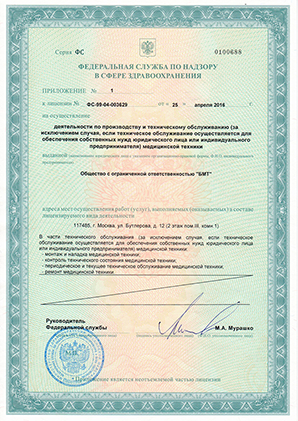 Серия ФС 0100688
ФЕДЕРАЛЬНАЯ СЛУЖБА ПО НАДЗОРУ
В СФЕРЕ ЗДРАВООХРАНЕНИЯ
ПРИЛОЖЕНИЕ № 1
к лицензии № ФС-99-04-003629 от «25» апреля 2016 г.
на осуществление
деятельности по производству и техническому обслуживанию (за
исключением случая, если техническое обслуживание осуществляется для
обеспечения собственных нужд юридического лица или индивидуального
предпринимателя) медицинской техники
выданной
Общество с ограниченной ответственностью "БМТ"
адреса мест осуществления работ (услуг), выполняемых (оказываемых) в составе
лицензируемого вида деятельности
117485, г. Москва, ул. Бутлерова, д. 12 (2 этаж пом.III, комн 1)
В части технического обслуживания (за исключением случая, если техническое
обслуживание осуществляется для обеспечения собственных нужд юридического лица
или индивидуального предпринимателя) медицинской техники:
- монтаж и наладка медицинской техники;
- контроль технического состояния медицинской техники;
- периодическое и текущее техническое обслуживание медицинской техники;
- ремонт медицинской техники
Руководитель
Федеральной службы М.А. Мурашко
Приложение является неотъемлемой частью лицензии